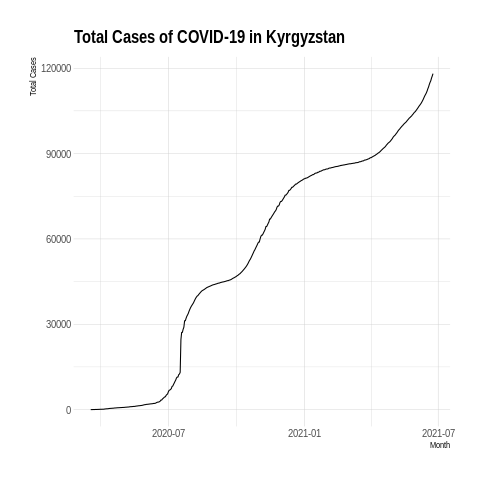 Total Cases of COVID-19 in Kyrgyzstan
Total Cases
120000
90000
60000
30000
0
2020-07
2021-01
2021-07
Month